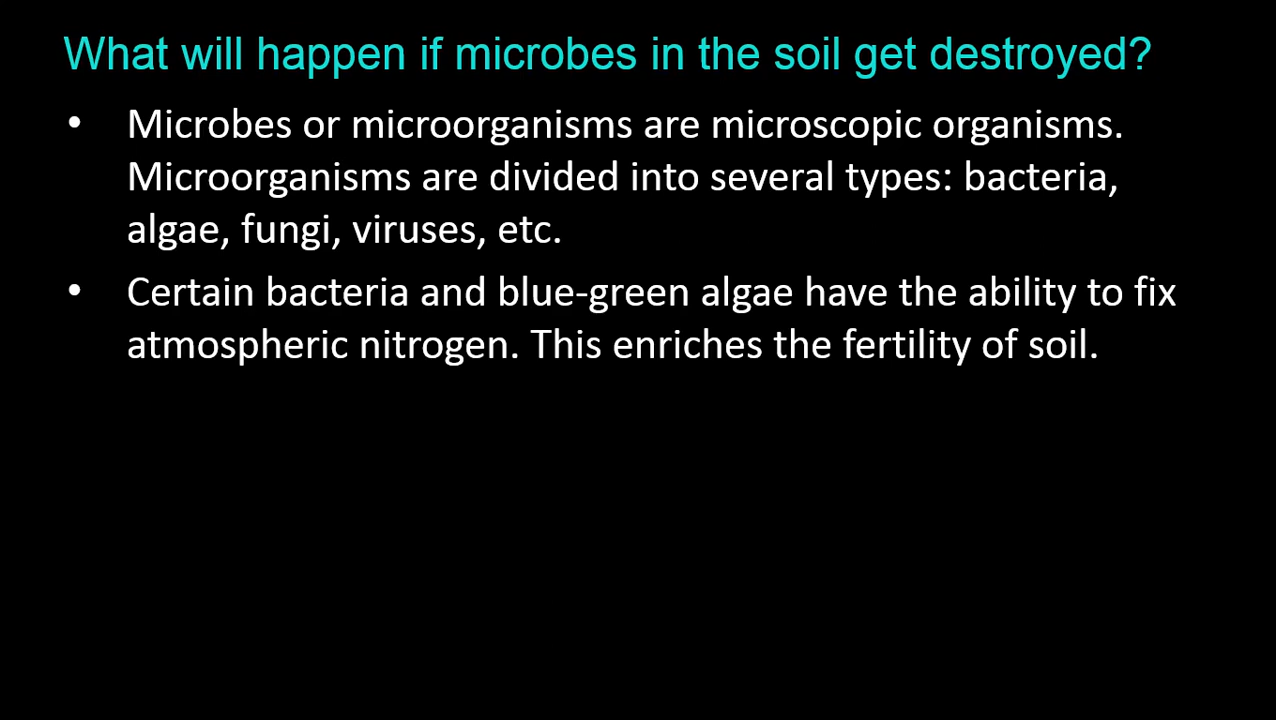 What will happen if microbes in the soil get destroyed?
• Microbes or microorganisms are microscopic organisms.
Microorganisms are divided into several types: bacteria,
algae, fungi, viruses, etc.
• Certain bacteria and blue-green algae have the ability to fix
atmospheric nitrogen. This enriches the fertility of soil.